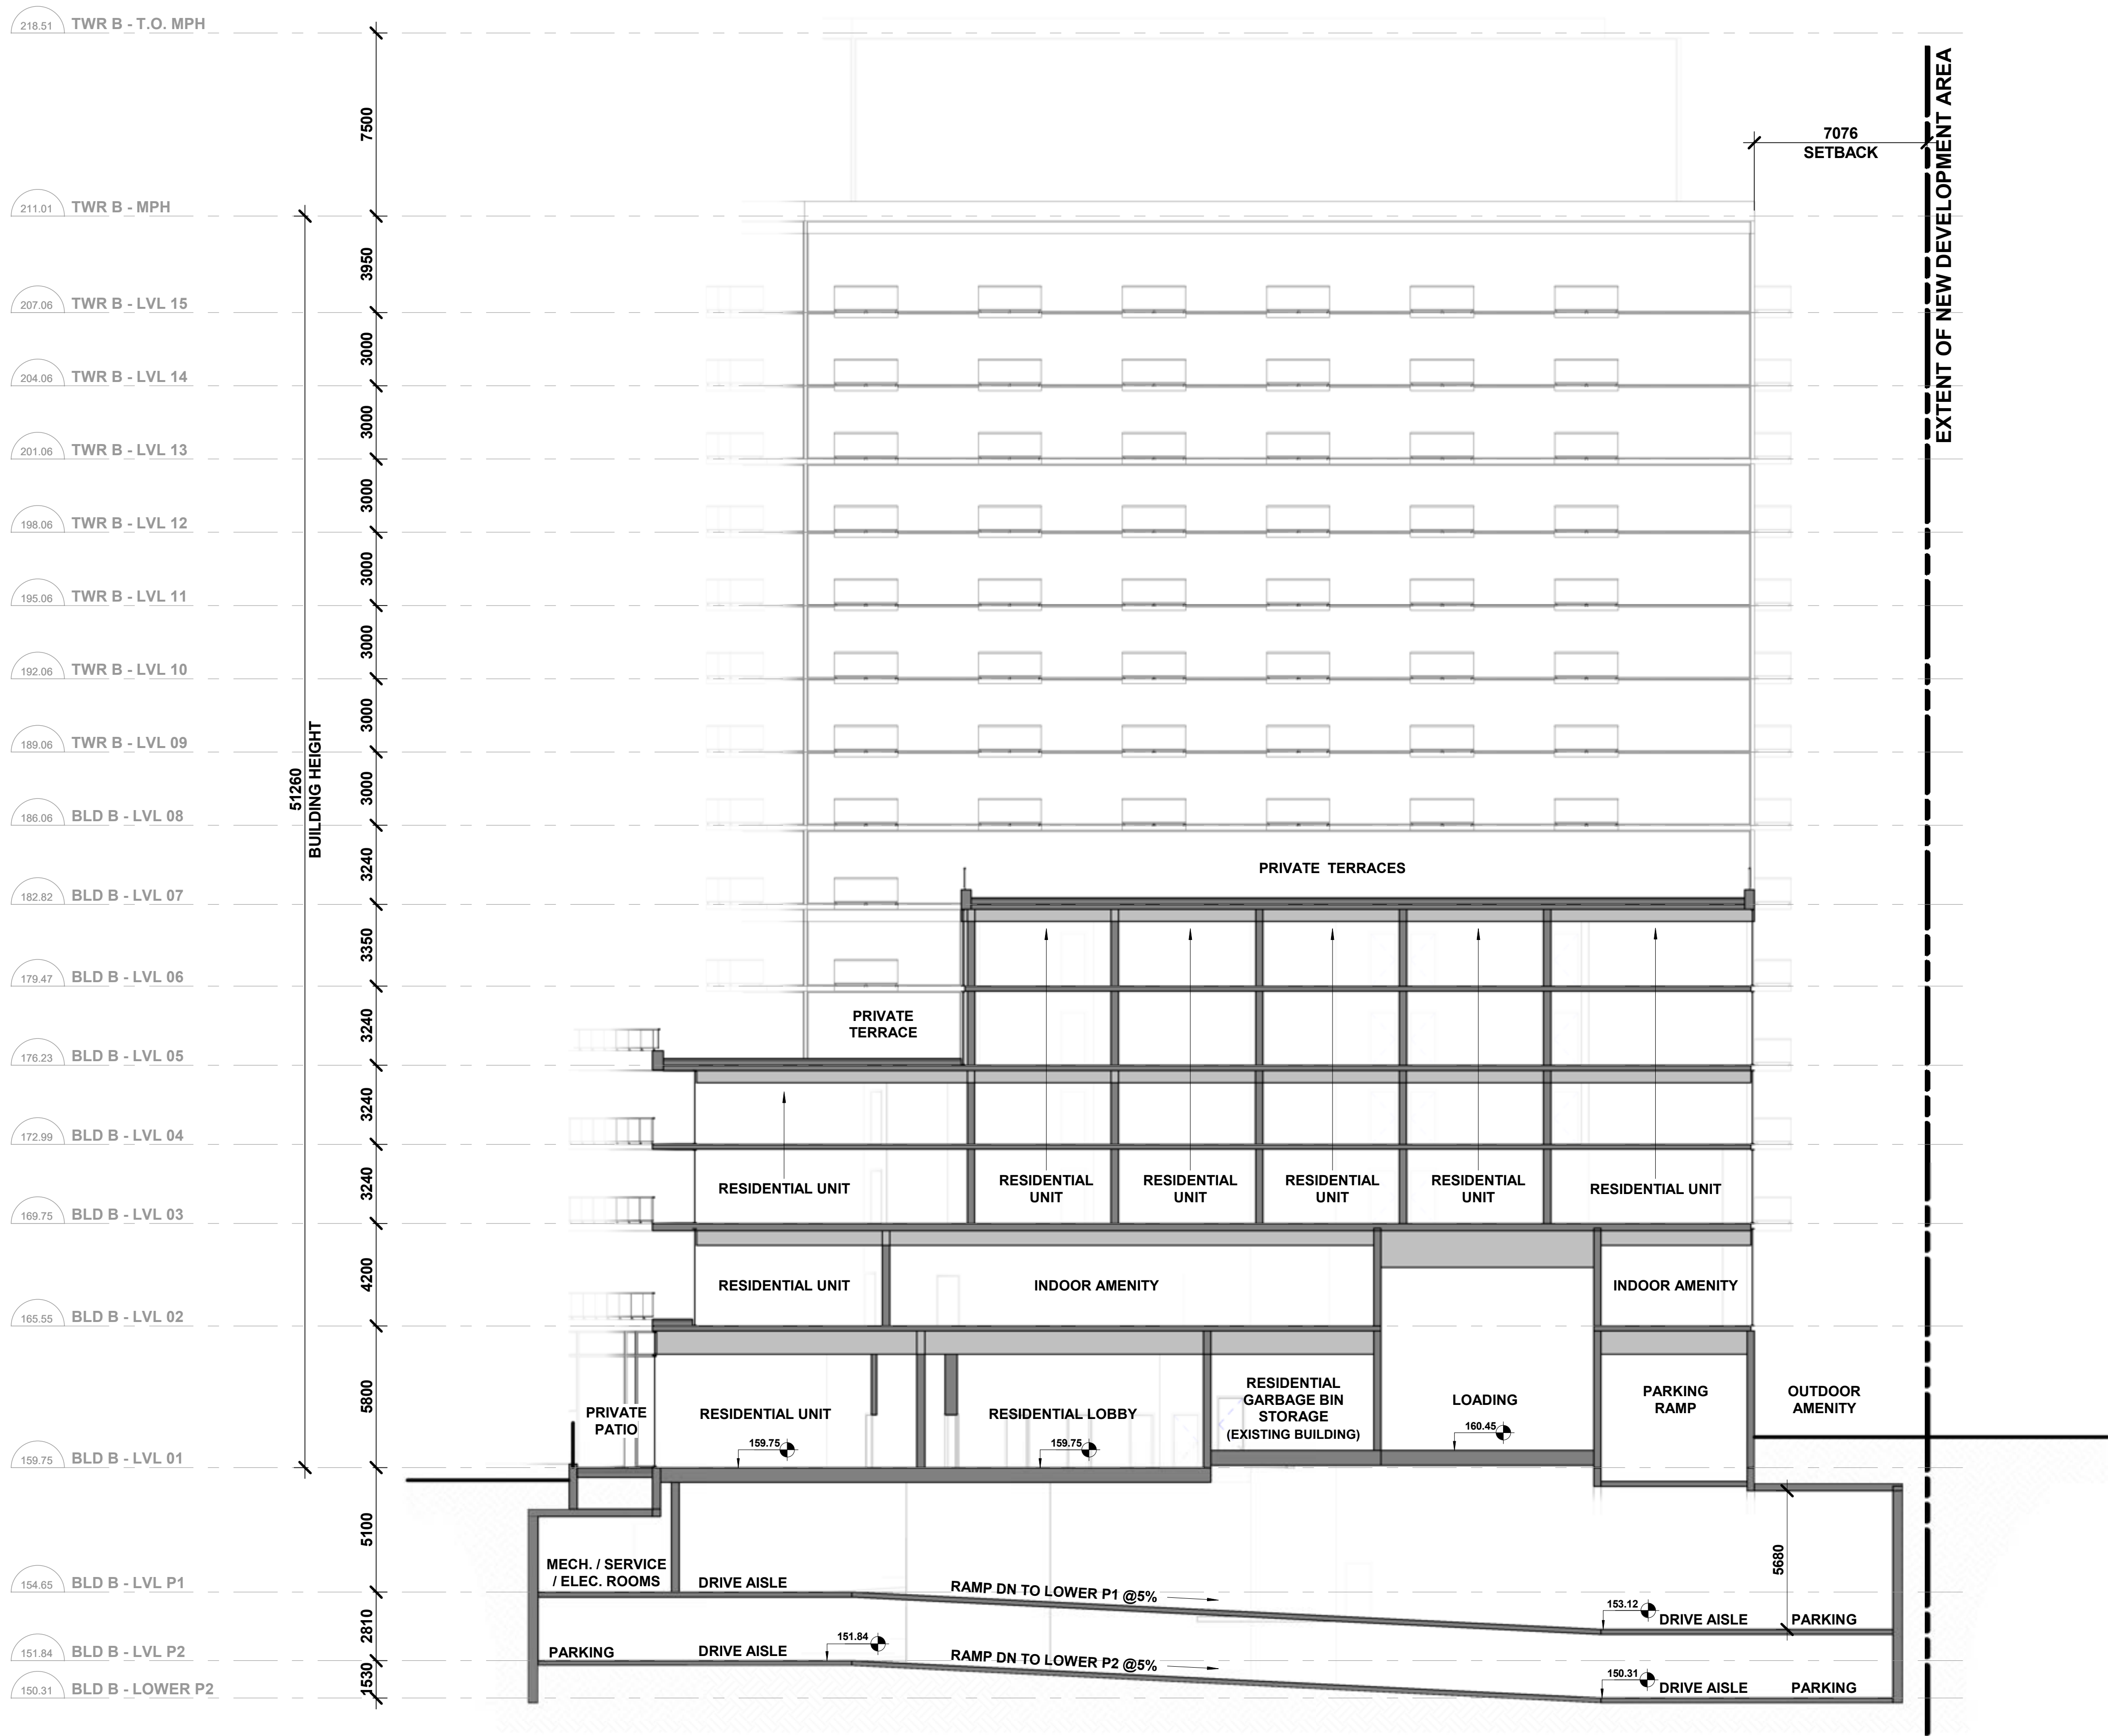 218.51 TWR B - T.O. MPH
7500
EXTENT OF NEW DEVELOPMENT AREA
7076
SETBACK
211.01 TWR B - MPH
3950
207.06 TWR B - LVL 15
3000
204.06 TWR B - LVL 14
3000
201.06 TWR B - LVL 13
3000
198.06 TWR B - LVL 12
3000
195.06 TWR B - LVL 11
3000
192.06 TWR B - LVL 10
3000
189.06 TWR B - LVL 09
51260
BUILDING HEIGHT
3000
186.06 BLD B - LVL 08
3240
PRIVATE TERRACES
182.82 BLD B - LVL 07
3350
179.47 BLD B - LVL 06
3240
PRIVATE
TERRACE
176.23 BLD B - LVL 05
3240
172.99 BLD B - LVL 04
3240
RESIDENTIAL UNIT
RESIDENTIAL
UNIT
RESIDENTIAL
UNIT
RESIDENTIAL
UNIT
RESIDENTIAL
UNIT
RESIDENTIAL UNIT
169.75 BLD B - LVL 03
4200
RESIDENTIAL UNIT
INDOOR AMENITY
INDOOR AMENITY
165.55 BLD B - LVL 02
5800
PRIVATE
PATIO
RESIDENTIAL UNIT
159.75
RESIDENTIAL LOBBY
159.75
RESIDENTIAL
GARBAGE BIN
STORAGE
(EXISTING BUILDING)
LOADING
160.45
PARKING
RAMP
OUTDOOR
AMENITY
159.75 BLD B - LVL 01
5100
5680
MECH. / SERVICE
/ ELEC. ROOMS
DRIVE AISLE
RAMP DN TO LOWER P1 @5%
153.12
DRIVE AISLE
PARKING
154.65 BLD B - LVL P1
2810
PARKING
DRIVE AISLE
151.84
RAMP DN TO LOWER P2 @5%
150.31
DRIVE AISLE
PARKING
151.84 BLD B - LVL P2
1530
150.31 BLD B - LOWER P2